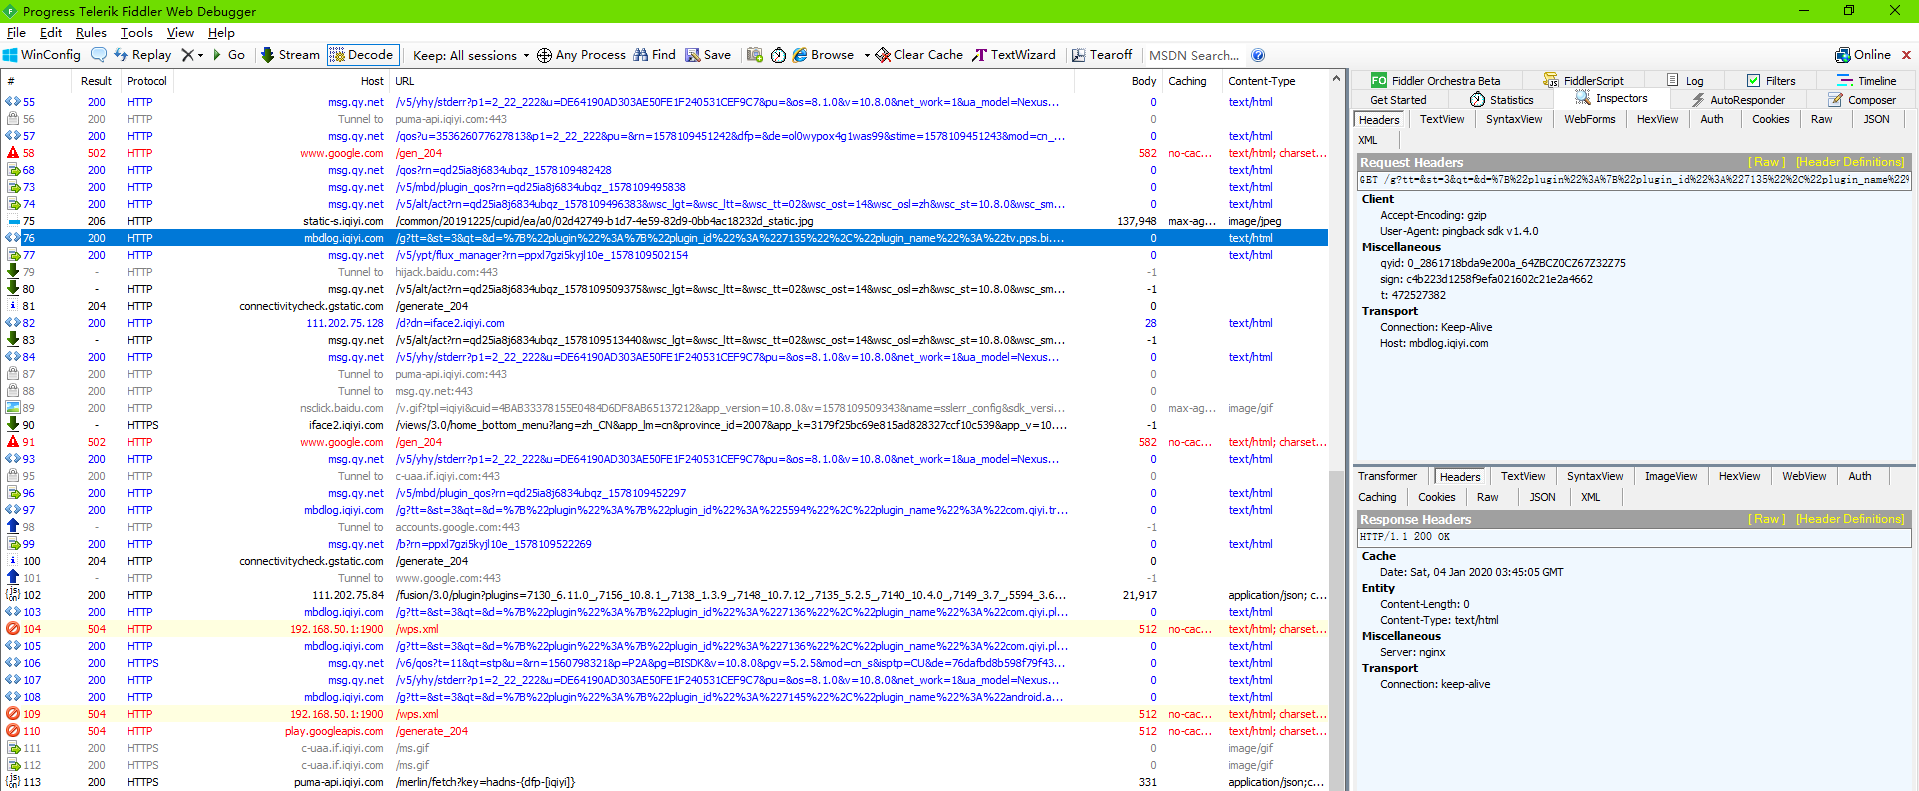 Progress Telerik Fiddler Web Debugger
File Edit Rules Tools View Help
WinConfig Replay Go Stream Decode Keep: All sessions Any Process Find Save Browse Clear Cache TextWizard Tearoff MSDN Search... Online
# Result Protocol Host URL Body Caching Content-Type
55 200 HTTP msg.qy.net /v5/yhy/stderr?p1=2_22_222&u=DE64190AD303AE50FE1F240531CEF9C7&pu=&os=8.1.0&v=10.8.0&net_work=1&ua_model=Nexus... 0 text/html
56 200 HTTP Tunnel to puma-api.iqiyi.com:443 0
57 200 HTTP msg.qy.net /qos?u=353626077627813&p1=2_22_222&pu=&rn=1578109451242&dfp=&de=ol0wypox4g1was99&stime=1578109451243&mod=cn_... 0 text/html
58 502 HTTP www.google.com /gen_204 582 no-cac... text/html; charset...
68 200 HTTP msg.qy.net /qos?rn=qd25ia8j6834ubqz_1578109482428 0 text/html
73 200 HTTP msg.qy.net /v5/mbd/plugin_qos?rn=qd25ia8j6834ubqz_1578109495838 0 text/html
74 200 HTTP msg.qy.net /v5/alt/act?rn=qd25ia8j6834ubqz_1578109496383&wsc_lgt=&wsc_ltt=&wsc_tt=02&wsc_ost=14&wsc_osl=zh&wsc_st=10.8.0&wsc_sm... 0 text/html
75 206 HTTP static-s.iqiyi.com /common/20191225/cupid/ea/a0/02d42749-b1d7-4e59-82d9-0bb4ac18232d_static.jpg 137,948 max-ag... image/jpeg
76 200 HTTP mbdlog.iqiyi.com /g?tt=&st=3&qt=&d=%7B%22plugin%22%3A%7B%22plugin_id%22%3A%227135%22%2C%22plugin_name%22%3A%22tv.pps.bi.... 0 text/html
77 200 HTTP msg.qy.net /v5/ypt/flux_manager?rn=ppxl7gzi5kyjl10e_1578109502154 0 text/html
79 - HTTP Tunnel to hijack.baidu.com:443 -1
80 - HTTP msg.qy.net /v5/alt/act?rn=qd25ia8j6834ubqz_1578109509375&wsc_lgt=&wsc_ltt=&wsc_tt=02&wsc_ost=14&wsc_osl=zh&wsc_st=10.8.0&wsc_sm... -1
81 204 HTTP connectivitycheck.gstatic.com /generate_204 0
82 200 HTTP 111.202.75.128 /d?dn=iface2.iqiyi.com 28 text/html
83 - HTTP msg.qy.net /v5/alt/act?rn=qd25ia8j6834ubqz_1578109513440&wsc_lgt=&wsc_ltt=&wsc_tt=02&wsc_ost=14&wsc_osl=zh&wsc_st=10.8.0&wsc_sm... -1
84 200 HTTP msg.qy.net /v5/yhy/stderr?p1=2_22_222&u=DE64190AD303AE50FE1F240531CEF9C7&pu=&os=8.1.0&v=10.8.0&net_work=1&ua_model=Nexus... 0 text/html
87 200 HTTP Tunnel to puma-api.iqiyi.com:443 0
88 200 HTTP Tunnel to msg.qy.net:443 0
89 200 HTTP nsclick.baidu.com /v.gif?tpl=iqiyi&cuid=4BAB33378155E0484D6DF8AB65137212&app_version=10.8.0&v=1578109509343&name=sslerr_config&sdk_versi... 0 max-ag... image/gif
90 - HTTPS iface2.iqiyi.com /views/3.0/home_bottom_menu?lang=zh_CN&app_lm=cn&province_id=2007&app_k=3179f25bc69e815ad828327ccf10c539&app_v=10.... -1
91 502 HTTP www.google.com /gen_204 582 no-cac... text/html; charset...
93 200 HTTP msg.qy.net /v5/yhy/stderr?p1=2_22_222&u=DE64190AD303AE50FE1F240531CEF9C7&pu=&os=8.1.0&v=10.8.0&net_work=1&ua_model=Nexus... 0 text/html
95 200 HTTP Tunnel to c-uaa.if.iqiyi.com:443 0
96 200 HTTP msg.qy.net /v5/mbd/plugin_qos?rn=qd25ia8j6834ubqz_1578109452297 0 text/html
97 200 HTTP mbdlog.iqiyi.com /g?tt=&st=3&qt=&d=%7B%22plugin%22%3A%7B%22plugin_id%22%3A%225594%22%2C%22plugin_name%22%3A%22com.qiyi.tr... 0 text/html
98 - HTTP Tunnel to accounts.google.com:443 -1
99 200 HTTP msg.qy.net /b?rn=ppxl7gzi5kyjl10e_1578109522269 0 text/html
100 204 HTTP connectivitycheck.gstatic.com /generate_204 0
101 - HTTP Tunnel to www.google.com:443 -1
102 200 HTTP 111.202.75.84 /fusion/3.0/plugin?plugins=7130_6.11.0_,7156_10.8.1_,7138_1.3.9_,7148_10.7.12_,7135_5.2.5_,7140_10.4.0_,7149_3.7_,5594_3.6... 21,917 application/json; c...
103 200 HTTP mbdlog.iqiyi.com /g?tt=&st=3&qt=&d=%7B%22plugin%22%3A%7B%22plugin_id%22%3A%227136%22%2C%22plugin_name%22%3A%22com.qiyi.pl... 0 text/html
104 504 HTTP 192.168.50.1:1900 /wps.xml 512 no-cac... text/html; charset...
105 200 HTTP mbdlog.iqiyi.com /g?tt=&st=3&qt=&d=%7B%22plugin%22%3A%7B%22plugin_id%22%3A%227136%22%2C%22plugin_name%22%3A%22com.qiyi.pl... 0 text/html
106 200 HTTPS msg.qy.net /v6/qos?t=11&qt=stp&u=&rn=1560798321&p=P2A&pg=BISDK&v=10.8.0&pgv=5.2.5&mod=cn_s&isptp=CU&de=76dafbd8b598f79f43... 0 text/html
107 200 HTTP msg.qy.net /v5/yhy/stderr?p1=2_22_222&u=DE64190AD303AE50FE1F240531CEF9C7&pu=&os=8.1.0&v=10.8.0&net_work=1&ua_model=Nexus... 0 text/html
108 200 HTTP mbdlog.iqiyi.com /g?tt=&st=3&qt=&d=%7B%22plugin%22%3A%7B%22plugin_id%22%3A%227145%22%2C%22plugin_name%22%3A%22android.a... 0 text/html
109 504 HTTP 192.168.50.1:1900 /wps.xml 512 no-cac... text/html; charset...
110 504 HTTP play.googleapis.com /generate_204 512 no-cac... text/html; charset...
111 200 HTTPS c-uaa.if.iqiyi.com /ms.gif 0 image/gif
112 200 HTTPS c-uaa.if.iqiyi.com /ms.gif 0 image/gif
113 200 HTTPS puma-api.iqiyi.com /merlin/fetch?key=hadns-{dfp-[iqiyi]} 331 application/json;c...
FO Fiddler Orchestra Beta FiddlerScript Log Filters Timeline
Get Started Statistics Inspectors AutoResponder Composer
Headers TextView SyntaxView WebForms HexView Auth Cookies Raw JSON
XML
Request Headers [ Raw ] [Header Definitions]
GET /g?tt=&st=3&qt=&d=%7B%22plugin%22%3A%7B%22plugin_id%22%3A%227135%22%2C%22plugin_name%22%
Client
Accept-Encoding: gzip
User-Agent: pingback sdk v1.4.0
Miscellaneous
qyid: 0_2861718bda9e200a_64ZBCZ0CZ67Z32Z75
sign: c4b223d1258f9efa021602c21e2a4662
t: 472527382
Transport
Connection: Keep-Alive
Host: mbdlog.iqiyi.com
Transformer Headers TextView SyntaxView ImageView HexView WebView Auth
Caching Cookies Raw JSON XML
Response Headers [ Raw ] [Header Definitions]
HTTP/1.1 200 OK
Cache
Date: Sat, 04 Jan 2020 03:45:05 GMT
Entity
Content-Length: 0
Content-Type: text/html
Miscellaneous
Server: nginx
Transport
Connection: keep-alive